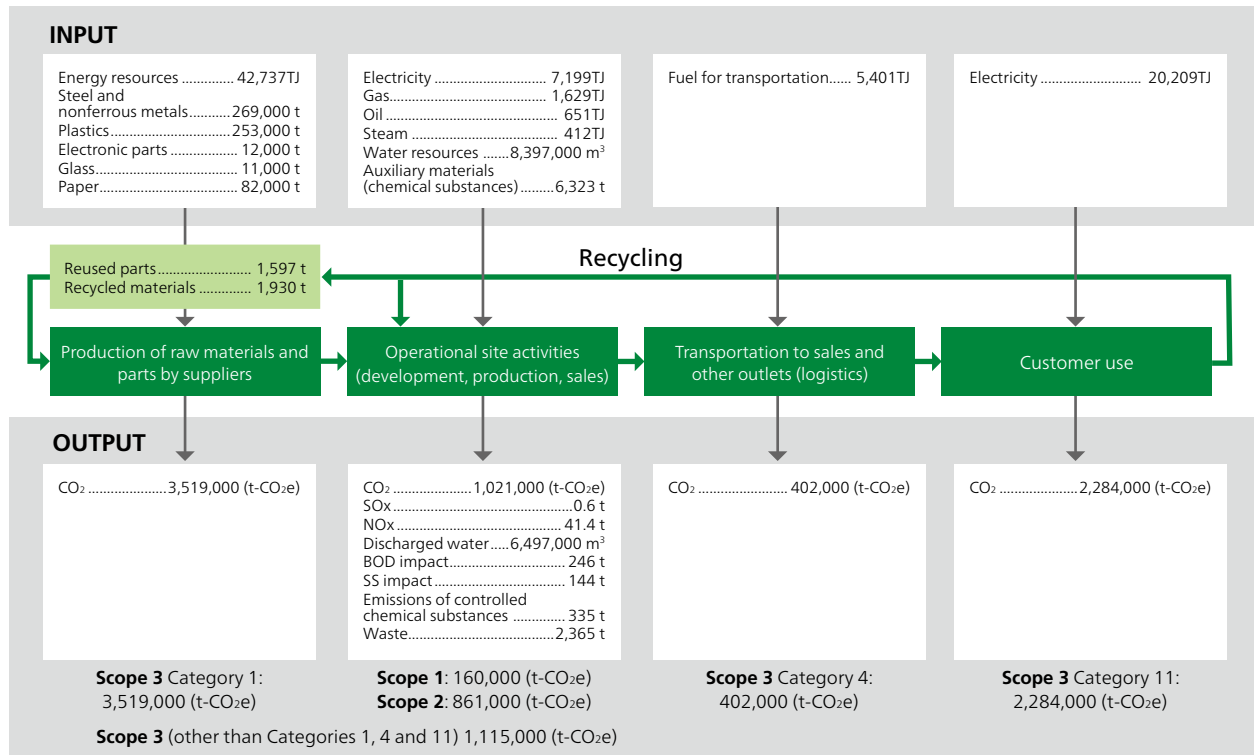 INPUT
Energy resources ............. 42,737TJ
Steel and
nonferrous metals ......... 269,000 t
Plastics ............................ 253,000 t
Electronic parts ............... 12,000 t
Glass ................................ 11,000 t
Paper ................................ 82,000 t
Electricity ............................ 7,199TJ
Gas ..................................... 1,629TJ
Oil ........................................ 651TJ
Steam .................................. 412TJ
Water resources ......8,397,000 m³
Auxiliary materials
(chemical substances) .........6,323 t
Fuel for transportation ..... 5,401TJ
Electricity ............................ 20,209TJ
Reused parts ........................ 1,597 t
Recycled materials .............. 1,930 t
Recycling
Production of raw materials and
parts by suppliers
Operational site activities
(development, production, sales)
Transportation to sales and
other outlets (logistics)
Customer use
OUTPUT
CO₂ ......................3,519,000 (t-CO₂e)
CO₂ ......................1,021,000 (t-CO₂e)
SOx ............................................0.6 t
NOx ......................................... 41.4 t
Discharged water .....6,497,000 m³
BOD impact .............................. 246 t
SS impact ................................. 144 t
Emissions of controlled
chemical substances .............. 335 t
Waste .....................................2,365 t
CO₂ ........................ 402,000 (t-CO₂e)
CO₂ ......................2,284,000 (t-CO₂e)
Scope 3 Category 1:
3,519,000 (t-CO₂e)
Scope 1: 160,000 (t-CO₂e)
Scope 2: 861,000 (t-CO₂e)
Scope 3 Category 4:
402,000 (t-CO₂e)
Scope 3 Category 11:
2,284,000 (t-CO₂e)
Scope 3 (other than Categories 1, 4 and 11) 1,115,000 (t-CO₂e)